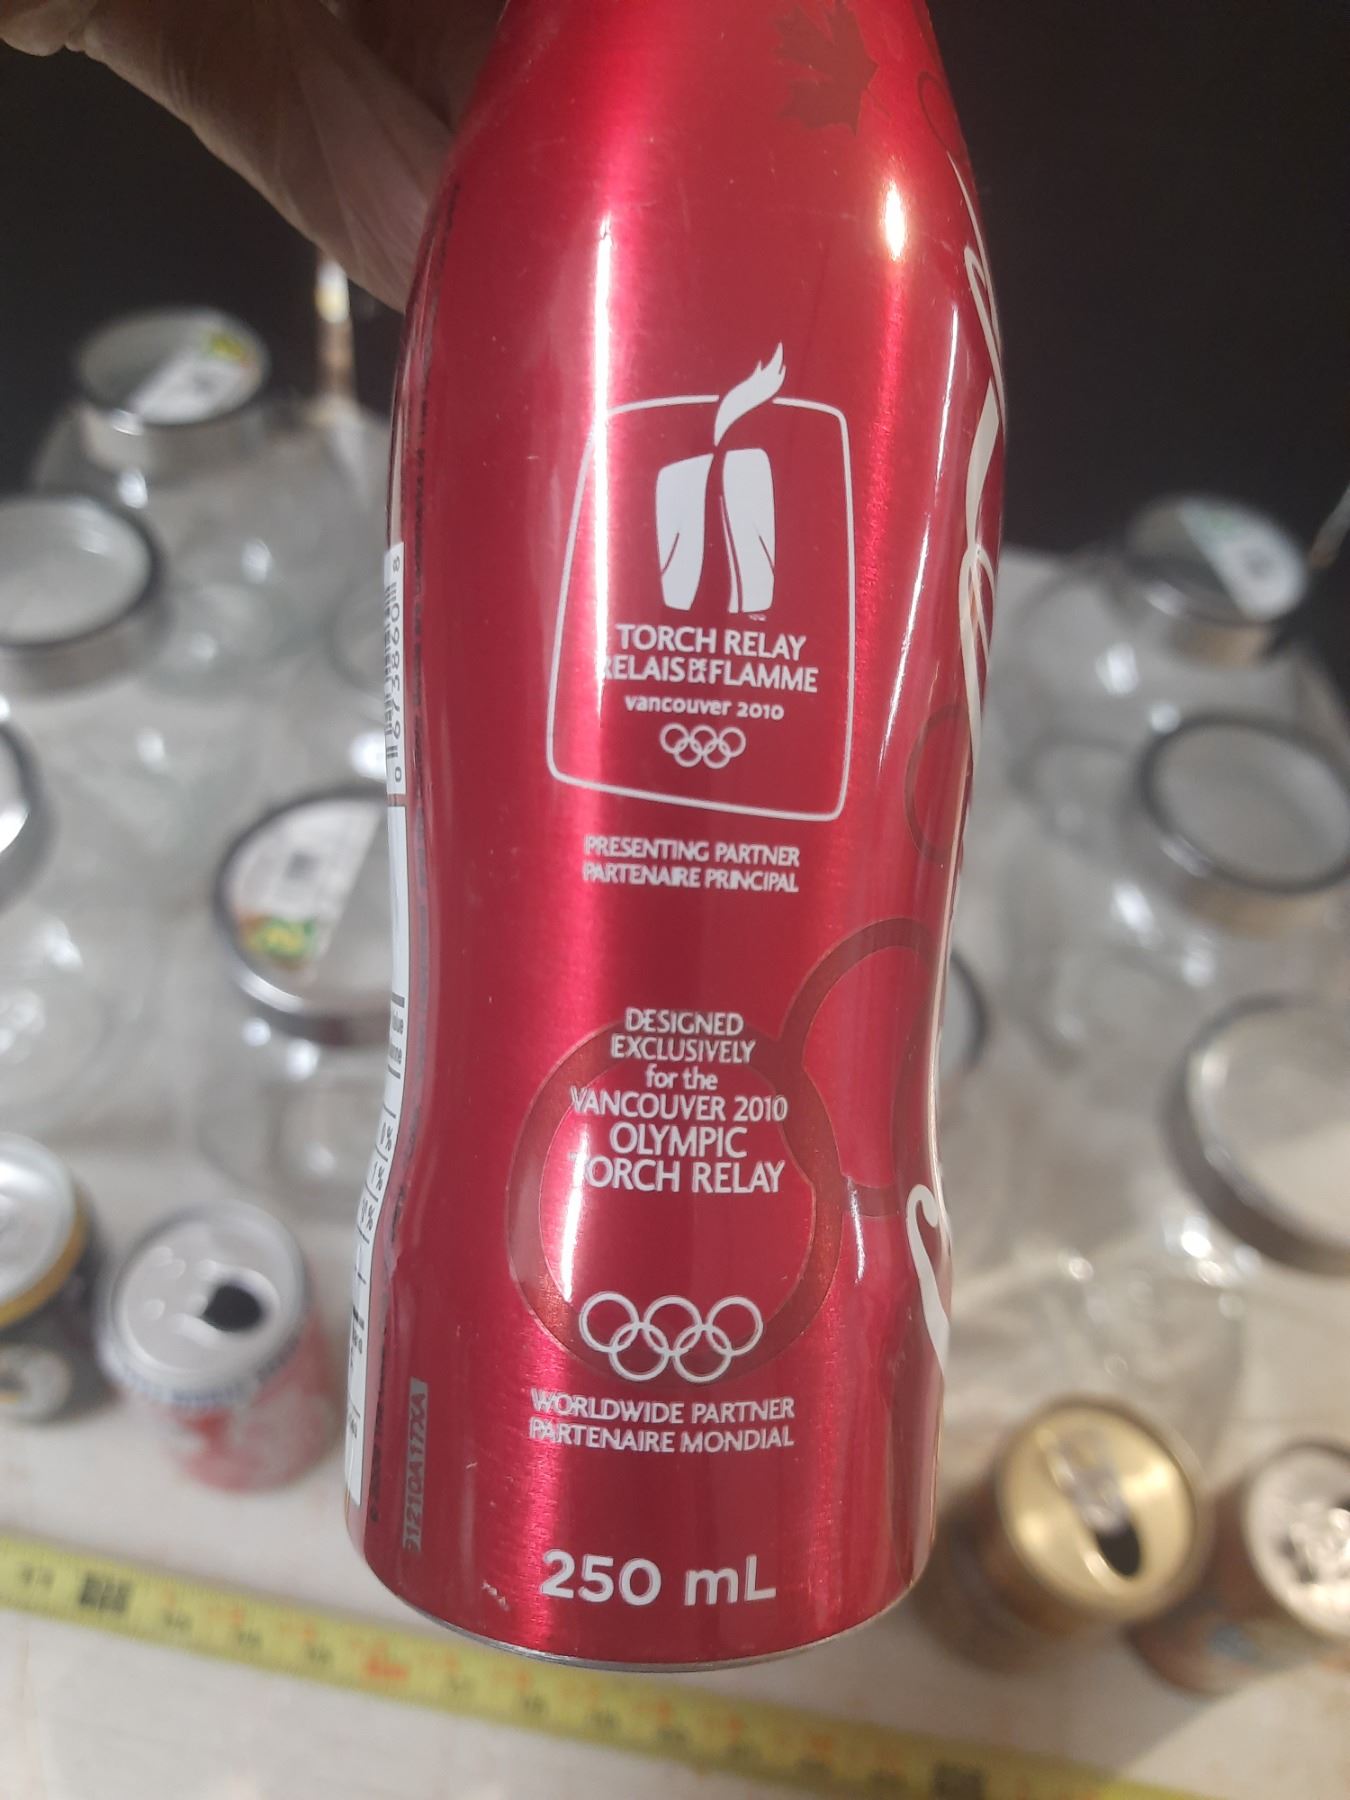 TORCH RELAY
RELAIS DE LA FLAMME
vancouver 2010
PRESENTING PARTNER
PARTENAIRE PRINCIPAL
DESIGNED
EXCLUSIVELY
for the
VANCOUVER 2010
OLYMPIC
TORCH RELAY
WORLDWIDE PARTNER
PARTENAIRE MONDIAL
250 mL